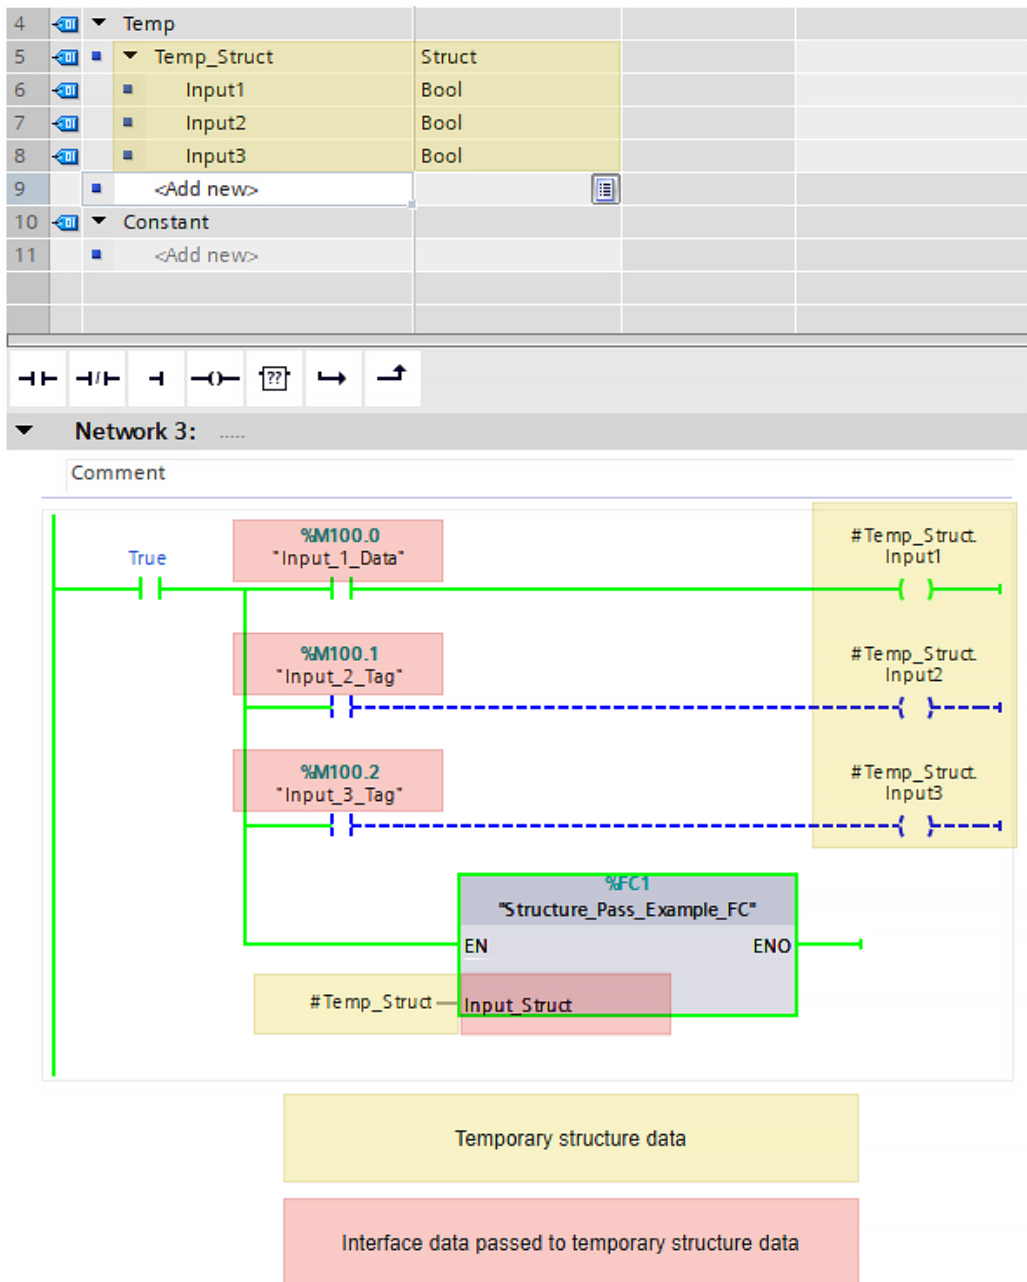 4 Temp
5 Temp_Struct Struct
6 Input1 Bool
7 Input2 Bool
8 Input3 Bool
9 <Add new>
10 Constant
11 <Add new>
??
Network 3: .....
Comment
True
%M100.0
"Input_1_Data"
#Temp_Struct.
Input1
%M100.1
"Input_2_Tag"
#Temp_Struct.
Input2
%M100.2
"Input_3_Tag"
#Temp_Struct.
Input3
%FC1
"Structure_Pass_Example_FC"
EN ENO
#Temp_Struct Input_Struct
Temporary structure data
Interface data passed to temporary structure data